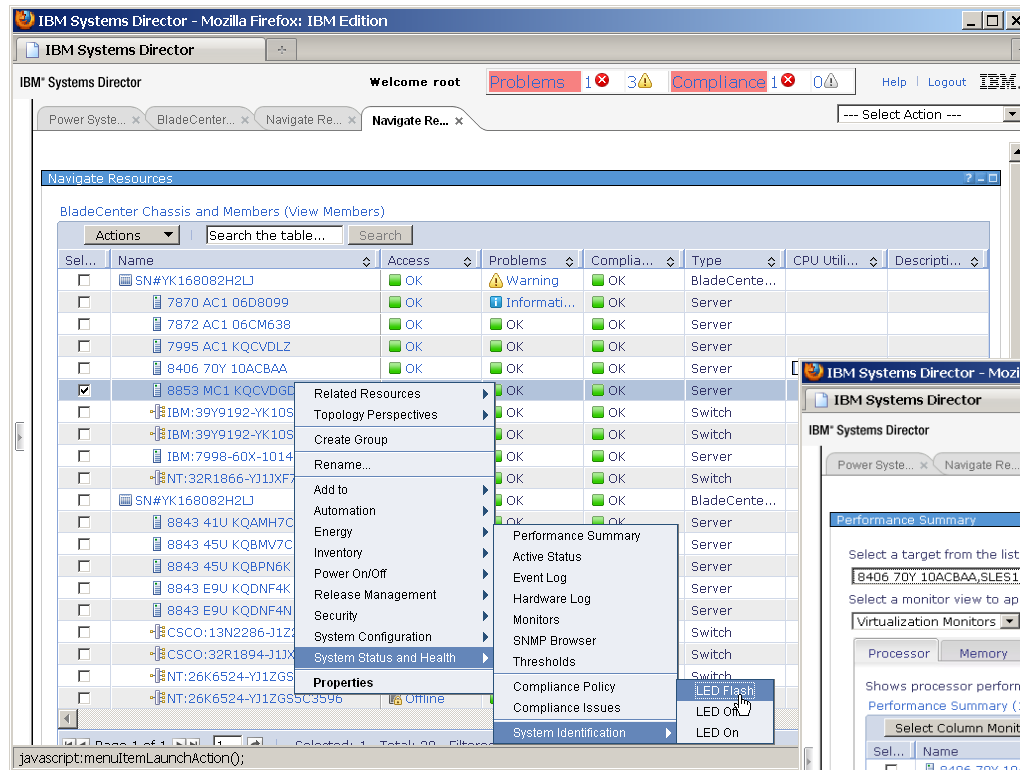 IBM Systems Director - Mozilla Firefox: IBM Edition
IBM Systems Director
IBM® Systems Director Welcome root Problems 1 3 Compliance 1 0 Help Logout IBM.
Power Syste... BladeCenter... Navigate Re... Navigate Re... --- Select Action ---
Navigate Resources
BladeCenter Chassis and Members (View Members)
Actions Search the table... Search
Sel... Name Access Problems Complia... Type CPU Utili... Descripti...
SN#YK168082H2LJ OK Warning OK BladeCente...
7870 AC1 06D8099 OK Informati... OK Server
7872 AC1 06CM638 OK OK OK Server
7995 AC1 KQCVDLZ OK OK OK Server
8406 70Y 10ACBAA OK OK OK Server
8853 MC1 KQCVDGD OK OK Server
IBM:39Y9192-YK10S OK OK Switch
IBM:39Y9192-YK10S OK OK Switch
IBM:7998-60X-1014 OK OK Server
NT:32R1866-YJ1JXF7 OK OK Switch
SN#YK168082H2LJ OK OK BladeCente...
8843 41U KQAMH7C OK OK Server
8843 45U KQBMV7C Server
8843 45U KQBPN6K Server
8843 E9U KQDNF4K Server
8843 E9U KQDNF4N Server
CSCO:13N2286-J1Z Switch
CSCO:32R1894-J1JX Switch
NT:26K6524-YJ1ZGS Switch
NT:26K6524-YJ1ZGS5C3596 Offline Switch
Page 1 of 1 1 Selected: 1 Total: 20 Filtered
javascript:menuItemLaunchAction();
Related Resources
Topology Perspectives
Create Group
Rename...
Add to
Automation
Energy
Inventory
Power On/Off
Release Management
Security
System Configuration
System Status and Health
Properties
Performance Summary
Active Status
Event Log
Hardware Log
Monitors
SNMP Browser
Thresholds
Compliance Policy
Compliance Issues
System Identification
LED Flash
LED Off
LED On
IBM Systems Director - Mozi
IBM Systems Director
IBM® Systems Director
Power Syste... Navigate Re...
Performance Summary
Select a target from the list
8406 70Y 10ACBAA,SLES1
Select a monitor view to ap
Virtualization Monitors
Processor Memory
Shows processor perform
Performance Summary (
Select Column Monit
Sel... Name
8406 70Y 10